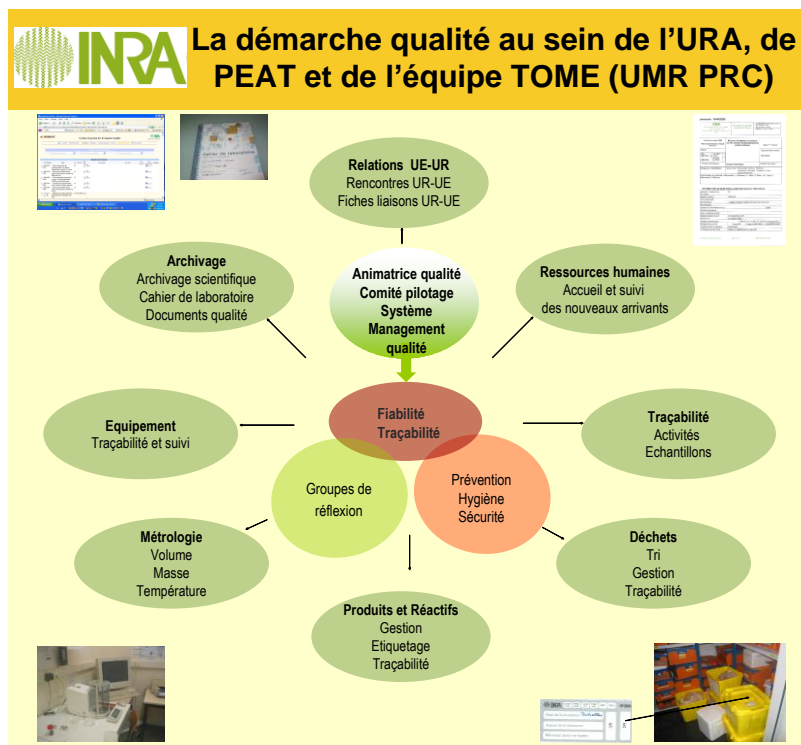 INRA
La démarche qualité au sein de l'URA, de
PEAT et de l'équipe TOME (UMR PRC)
Relations UE-UR
Rencontres UR-UE
Fiches liaisons UR-UE
Archivage
Archivage scientifique
Cahier de laboratoire
Documents qualité
Animatrice qualité
Comité pilotage
Système
Management
qualité
Ressources humaines
Accueil et suivi
des nouveaux arrivants
Equipement
Traçabilité et suivi
Fiabilité
Traçabilité
Traçabilité
Activités
Echantillons
Groupes de
réflexion
Prévention
Hygiène
Sécurité
Métrologie
Volume
Masse
Température
Déchets
Tri
Gestion
Traçabilité
Produits et Réactifs
Gestion
Etiquetage
Traçabilité
INRA